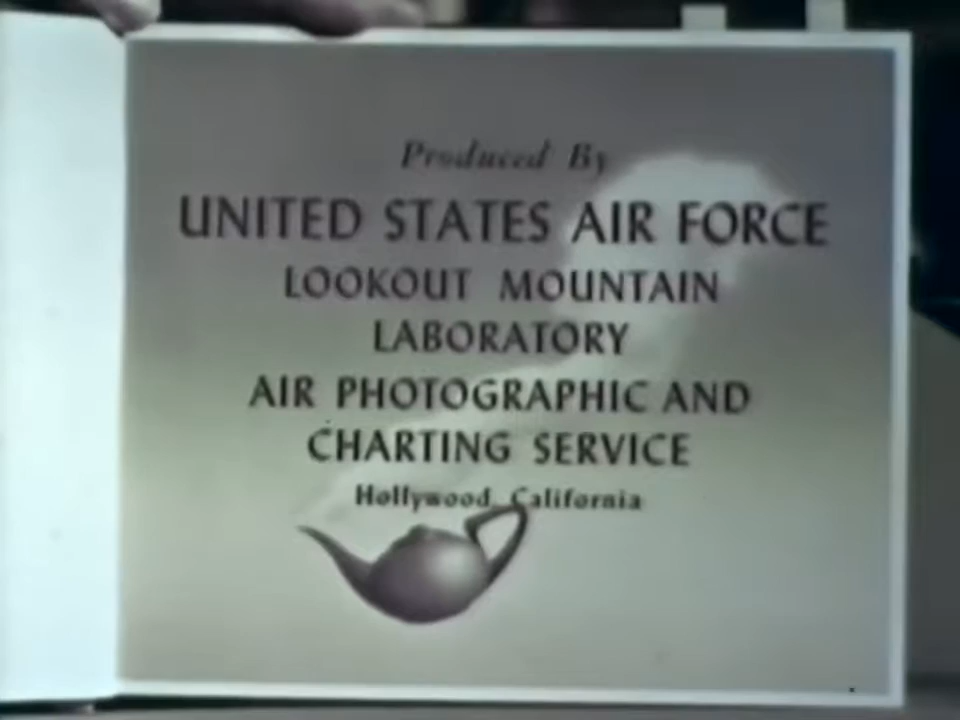 Produced By
UNITED STATES AIR FORCE
LOOKOUT MOUNTAIN
LABORATORY
AIR PHOTOGRAPHIC AND
CHARTING SERVICE
Hollywood, California